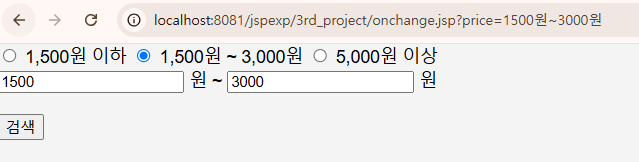 localhost:8081/jspexp/3rd_project/onchange.jsp?price=1500원~3000원
1,500원 이하 1,500원 ~ 3,000원 5,000원 이상
1500 원 ~ 3000 원
검색